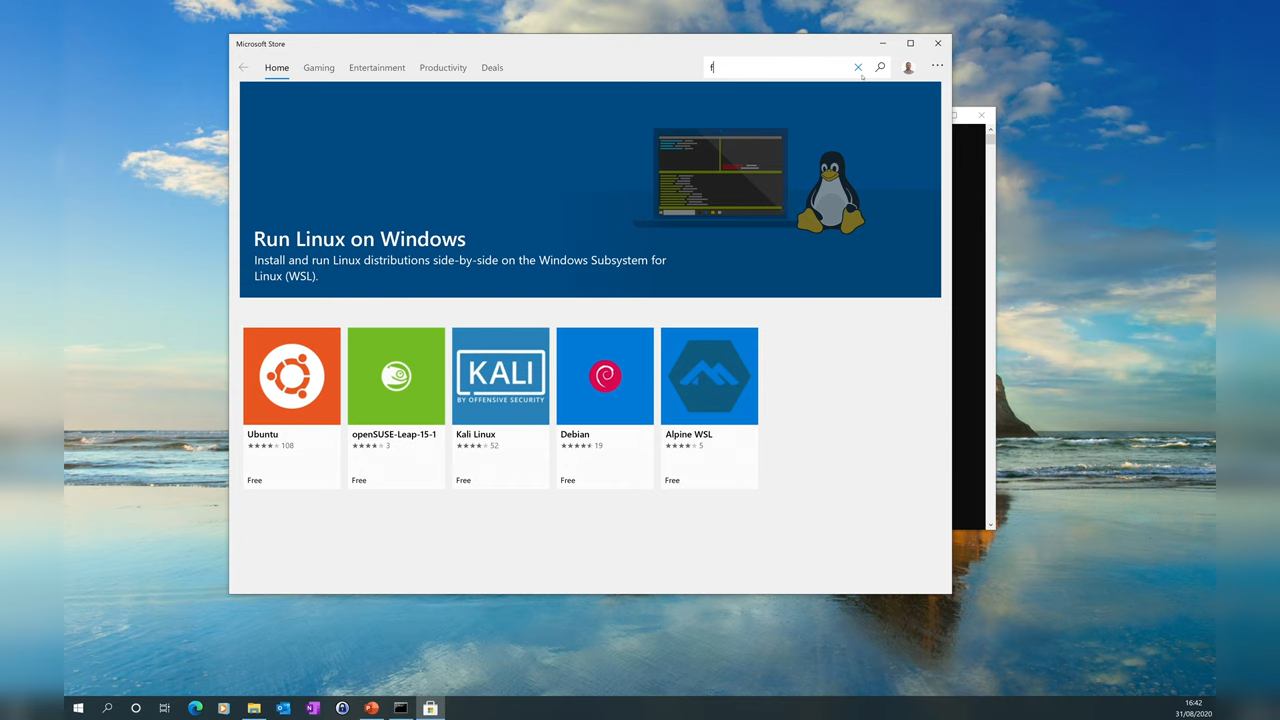 Microsoft Store
Home Gaming Entertainment Productivity Deals
f
Run Linux on Windows
Install and run Linux distributions side-by-side on the Windows Subsystem for
Linux (WSL).
KALI
BY OFFENSIVE SECURITY
Ubuntu
108
Free
openSUSE-Leap-15-1
3
Free
Kali Linux
52
Free
Debian
19
Free
Alpine WSL
5
Free
16:42
31/08/2020